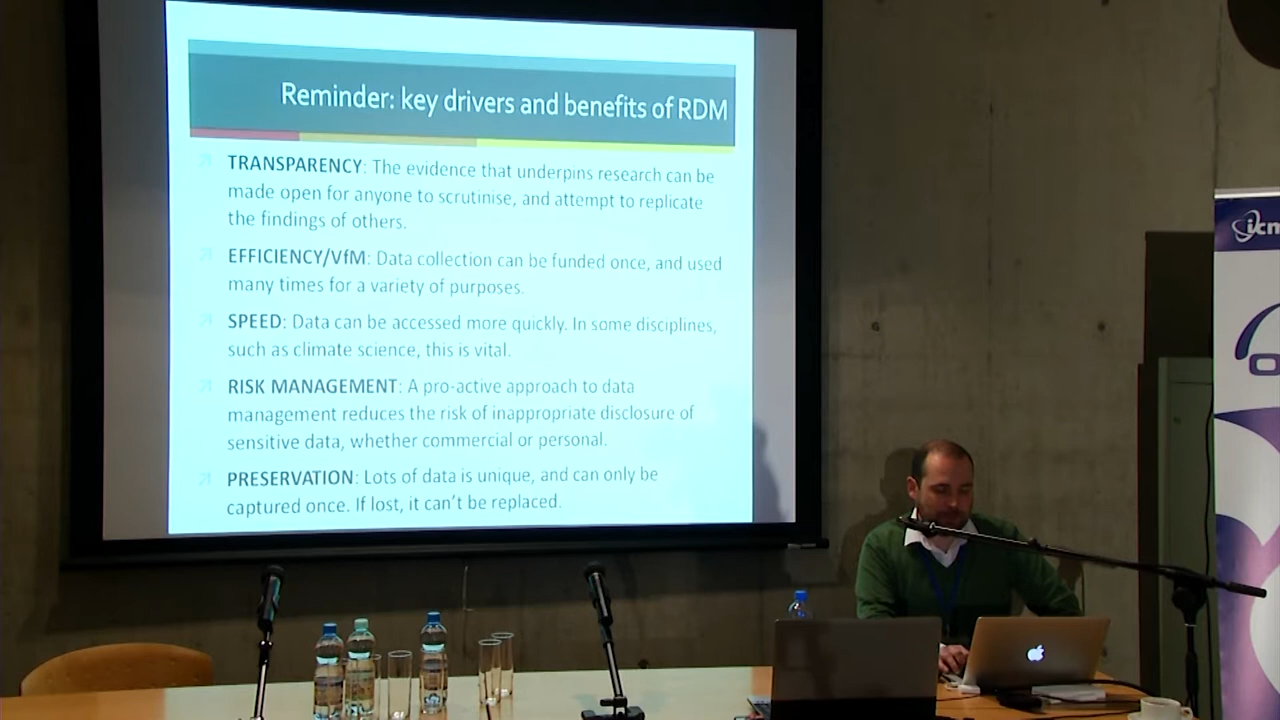 Reminder: key drivers and benefits of RDM
TRANSPARENCY: The evidence that underpins research can be
made open for anyone to scrutinise, and attempt to replicate
the findings of others.
EFFICIENCY/VfM: Data collection can be funded once, and used
many times for a variety of purposes.
SPEED: Data can be accessed more quickly. In some disciplines,
such as climate science, this is vital.
RISK MANAGEMENT: A pro-active approach to data
management reduces the risk of inappropriate disclosure of
sensitive data, whether commercial or personal.
PRESERVATION: Lots of data is unique, and can only be
captured once. If lost, it can't be replaced.